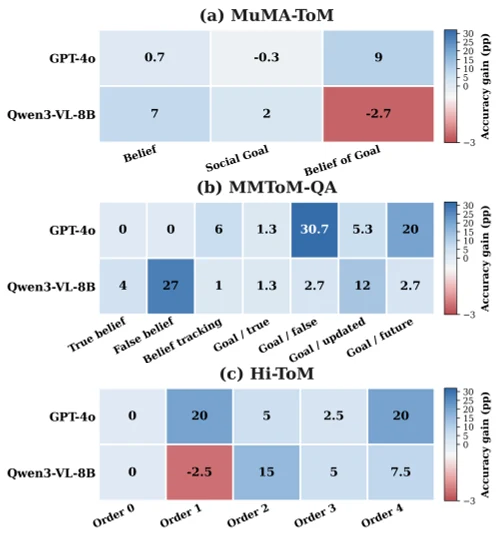 (a) MuMA-ToM
GPT-4o 0.7 -0.3 9
Qwen3-VL-8B 7 2 -2.7
Belief Social Goal Belief of Goal
30
25
20
15
10
5
0
−3
Accuracy gain (pp)
(b) MMToM-QA
GPT-4o 0 0 6 1.3 30.7 5.3 20
Qwen3-VL-8B 4 27 1 1.3 2.7 12 2.7
True belief False belief Belief tracking Goal / true Goal / false Goal / updated Goal / future
30
25
20
15
10
5
0
−3
Accuracy gain (pp)
(c) Hi-ToM
GPT-4o 0 20 5 2.5 20
Qwen3-VL-8B 0 -2.5 15 5 7.5
Order 0 Order 1 Order 2 Order 3 Order 4
30
25
20
15
10
5
0
−3
Accuracy gain (pp)